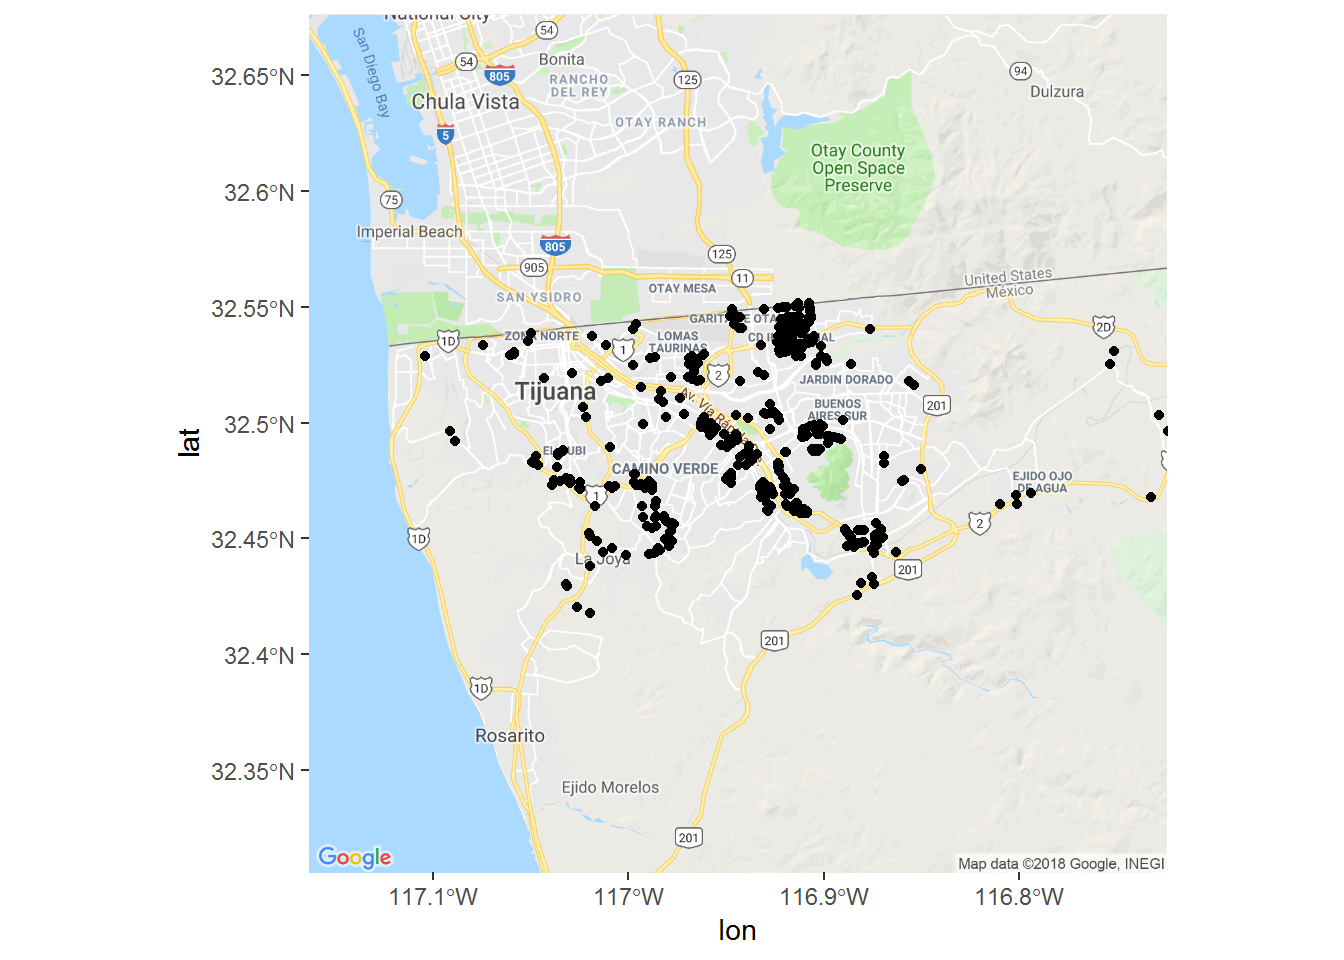 National City
San Diego Bay
54
54
805
Bonita
RANCHO
DEL REY
125
94
Dulzura
Chula Vista
5
OTAY RANCH
Otay County
Open Space
Preserve
75
Imperial Beach
805
905
125
11
SAN YSIDRO
OTAY MESA
United States
México
1D
ZONA NORTE
1
LOMAS
TAURINAS
2
2D
JARDIN DORADO
Tijuana
BUENOS
AIRES SUR
201
CAMINO VERDE
1
EJIDO OJO
DE AGUA
2
1D
La Joya
201
201
1D
Rosarito
Ejido Morelos
201
Google
Map data ©2018 Google, INEGI
32.65°N
32.6°N
32.55°N
32.5°N
32.45°N
32.4°N
32.35°N
lat
117.1°W
117°W
116.9°W
116.8°W
lon